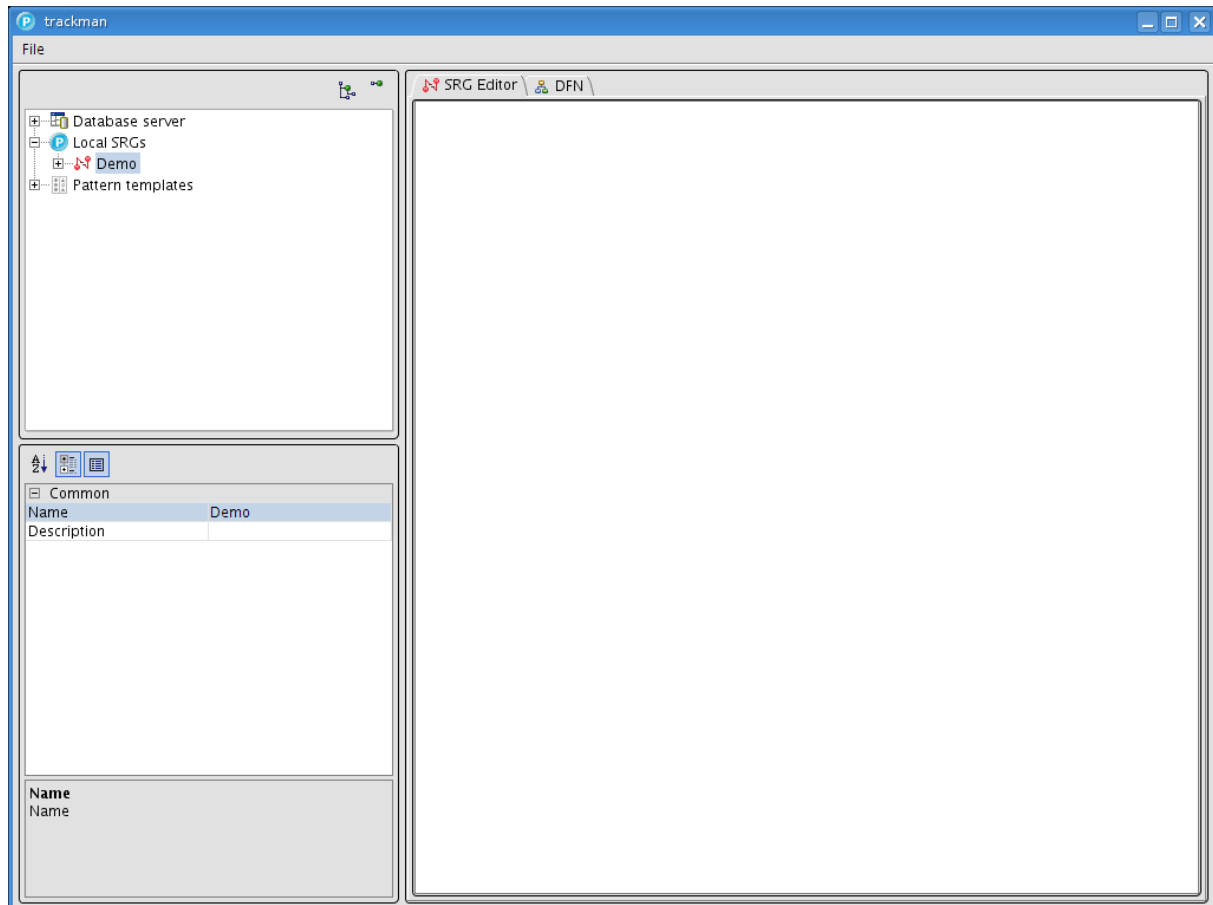 trackman
File
Database server
Local SRGs
Demo
Pattern templates
Common
Name Demo
Description
Name
Name
SRG Editor DFN